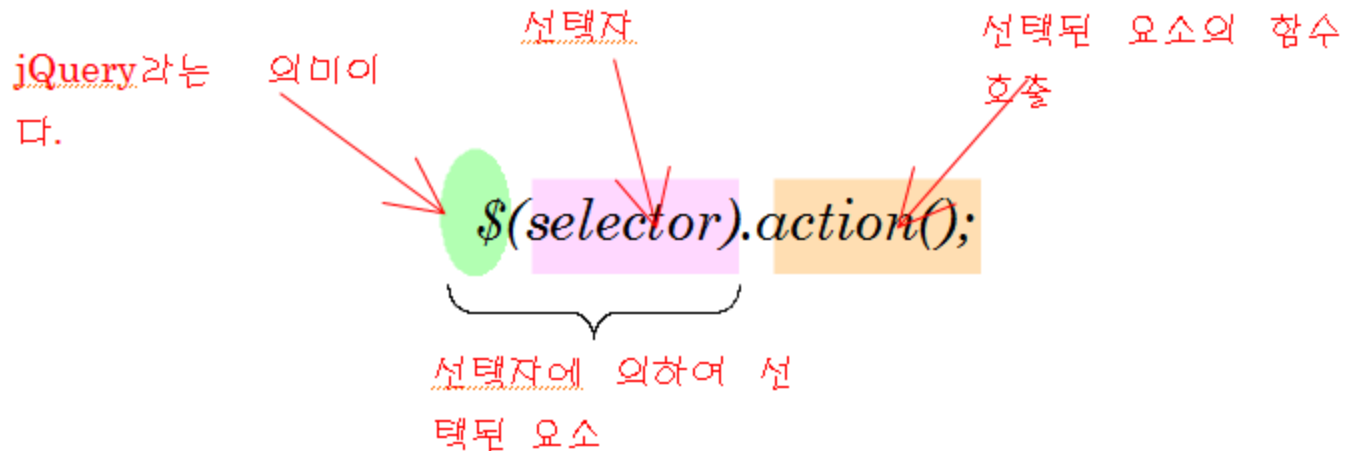 선택자
선택된 요소의 함수
호출
jQuery라는 의미이
다.
$(selector).action();
선택자에 의하여 선
택된 요소